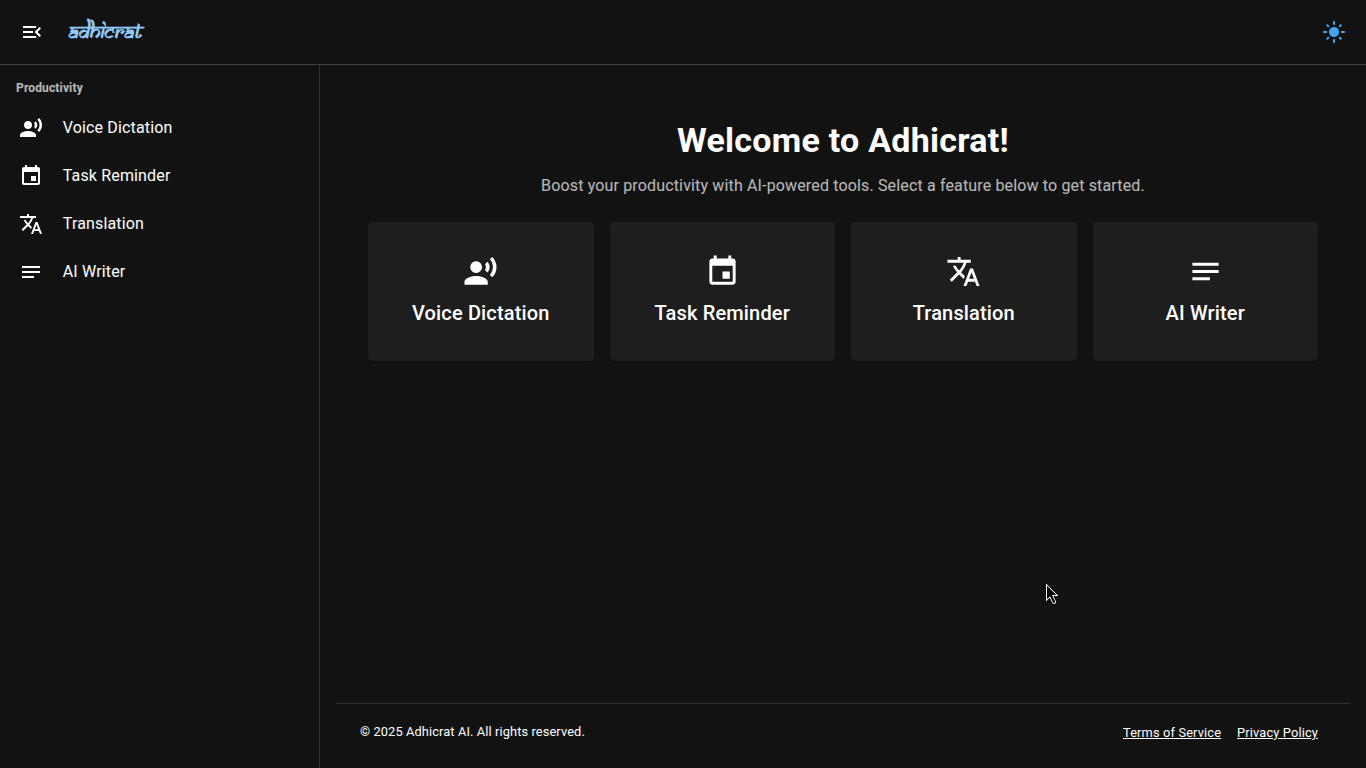 adhicrat
Productivity
Voice Dictation
Task Reminder
Translation
AI Writer
Welcome to Adhicrat!
Boost your productivity with AI-powered tools. Select a feature below to get started.
Voice Dictation
Task Reminder
Translation
AI Writer
© 2025 Adhicrat AI. All rights reserved.
Terms of Service
Privacy Policy